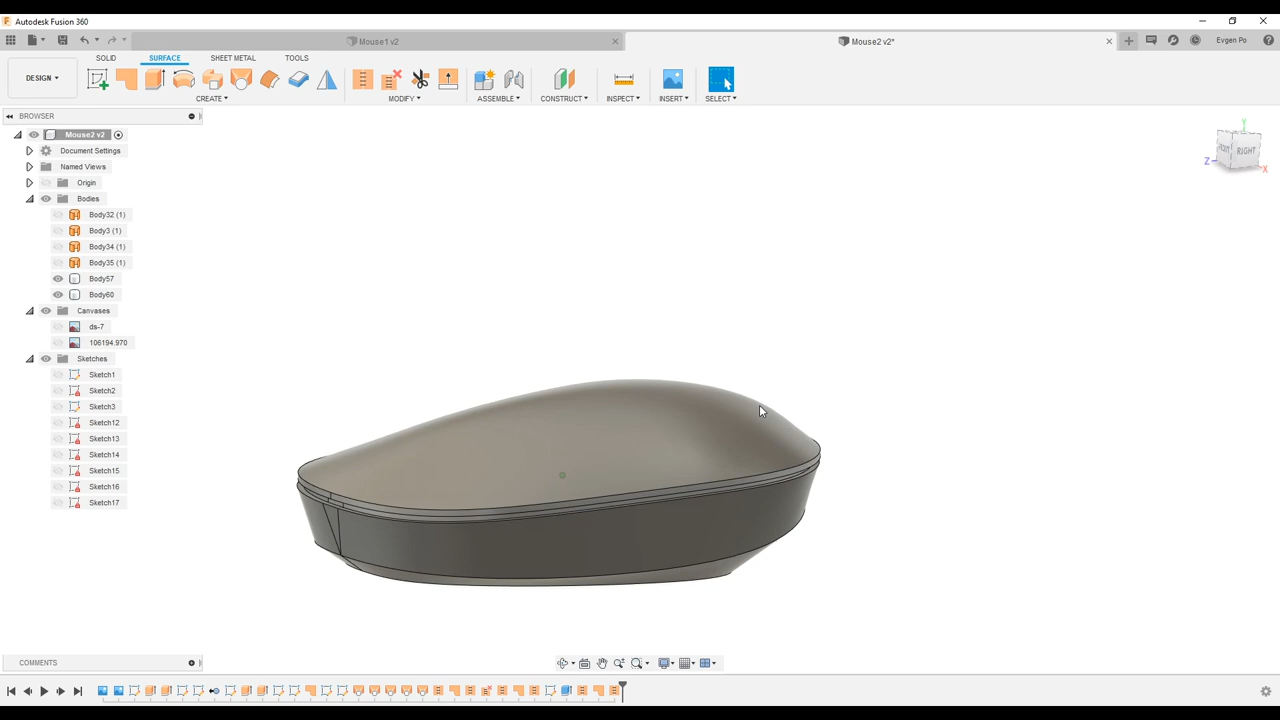 Autodesk Fusion 360
Mouse1 v2
Mouse2 v2*
Evgen Po
SOLID SURFACE SHEET METAL TOOLS
DESIGN
CREATE MODIFY ASSEMBLE CONSTRUCT INSPECT INSERT SELECT
BROWSER
Mouse2 v2
Document Settings
Named Views
Origin
Bodies
Body32 (1)
Body3 (1)
Body34 (1)
Body35 (1)
Body57
Body60
Canvases
ds-7
106194.970
Sketches
Sketch1
Sketch2
Sketch3
Sketch12
Sketch13
Sketch14
Sketch15
Sketch16
Sketch17
Y
FRONT RIGHT
Z
X
COMMENTS